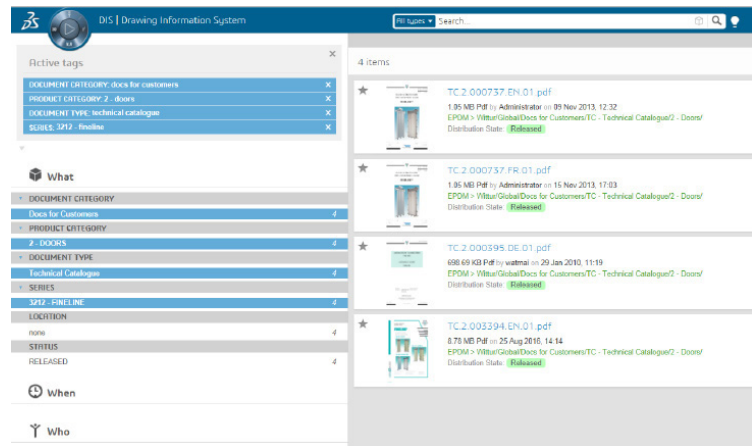 DIS | Drawing Information System
All types Search...
Active tags
DOCUMENT CATEGORY: docs for customers x
PRODUCT CATEGORY: 2 - doors x
DOCUMENT TYPE: technical catalogue x
SERIES: 3212 - fineline x
What
DOCUMENT CATEGORY
Docs for Customers 4
PRODUCT CATEGORY
2 - DOORS 4
DOCUMENT TYPE
Technical Catalogue 4
SERIES
3212 - FINELINE 4
LOCATION
none 4
STATUS
RELEASED 4
When
Who
4 items
TC.2.000737.EN.01.pdf
1.05 MB Pdf by Administrator on 09 Nov 2013, 12:32
EPDM > Wittur/Global/Docs for Customers/TC - Technical Catalogue/2 - Doors/
Distribution State: Released
TC.2.000737.FR.01.pdf
1.05 MB Pdf by Administrator on 15 Nov 2013, 17:03
EPDM > Wittur/Global/Docs for Customers/TC - Technical Catalogue/2 - Doors/
Distribution State: Released
TC.2.000395.DE.01.pdf
698.69 KB Pdf by watmai on 29 Jan 2010, 11:19
EPDM > Wittur/Global/Docs for Customers/TC - Technical Catalogue/2 - Doors/
Distribution State: Released
TC.2.003394.EN.01.pdf
8.78 MB Pdf on 25 Aug 2016, 14:14
EPDM > Wittur/Global/Docs for Customers/TC - Technical Catalogue/2 - Doors/
Distribution State: Released